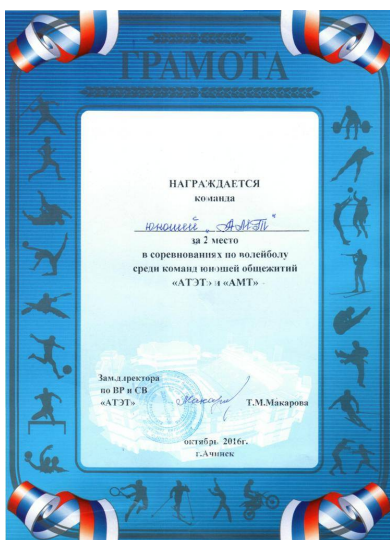 ГРАМОТА
НАГРАЖДАЕТСЯ
команда
юношей „АМТ“
за 2 место
в соревнованиях по волейболу
среди команд юношей общежитий
«АТЭТ» и «АМТ»
Зам.директора
по ВР и СВ
«АТЭТ» Макары Т.М.Макарова
октябрь 2016г.
г.Ачинск